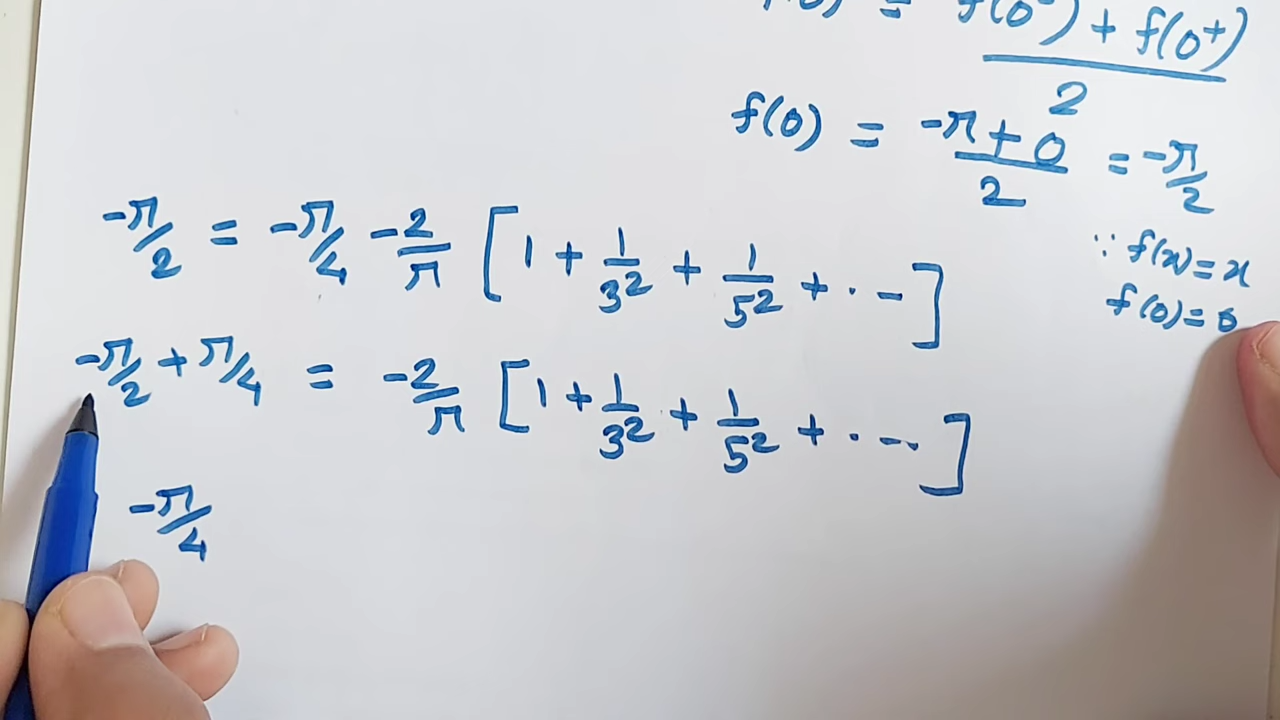 = f(0⁻) + f(0⁺) / 2
f(0) = -π + 0 / 2 = -π/2
∵ f(x) = x
f(0) = 0
-π/2 = -π/4 -2/π [1 + 1/3² + 1/5² + ·--]
-π/2 + π/4 = -2/π [1 + 1/3² + 1/5² + ·--]
-π/4